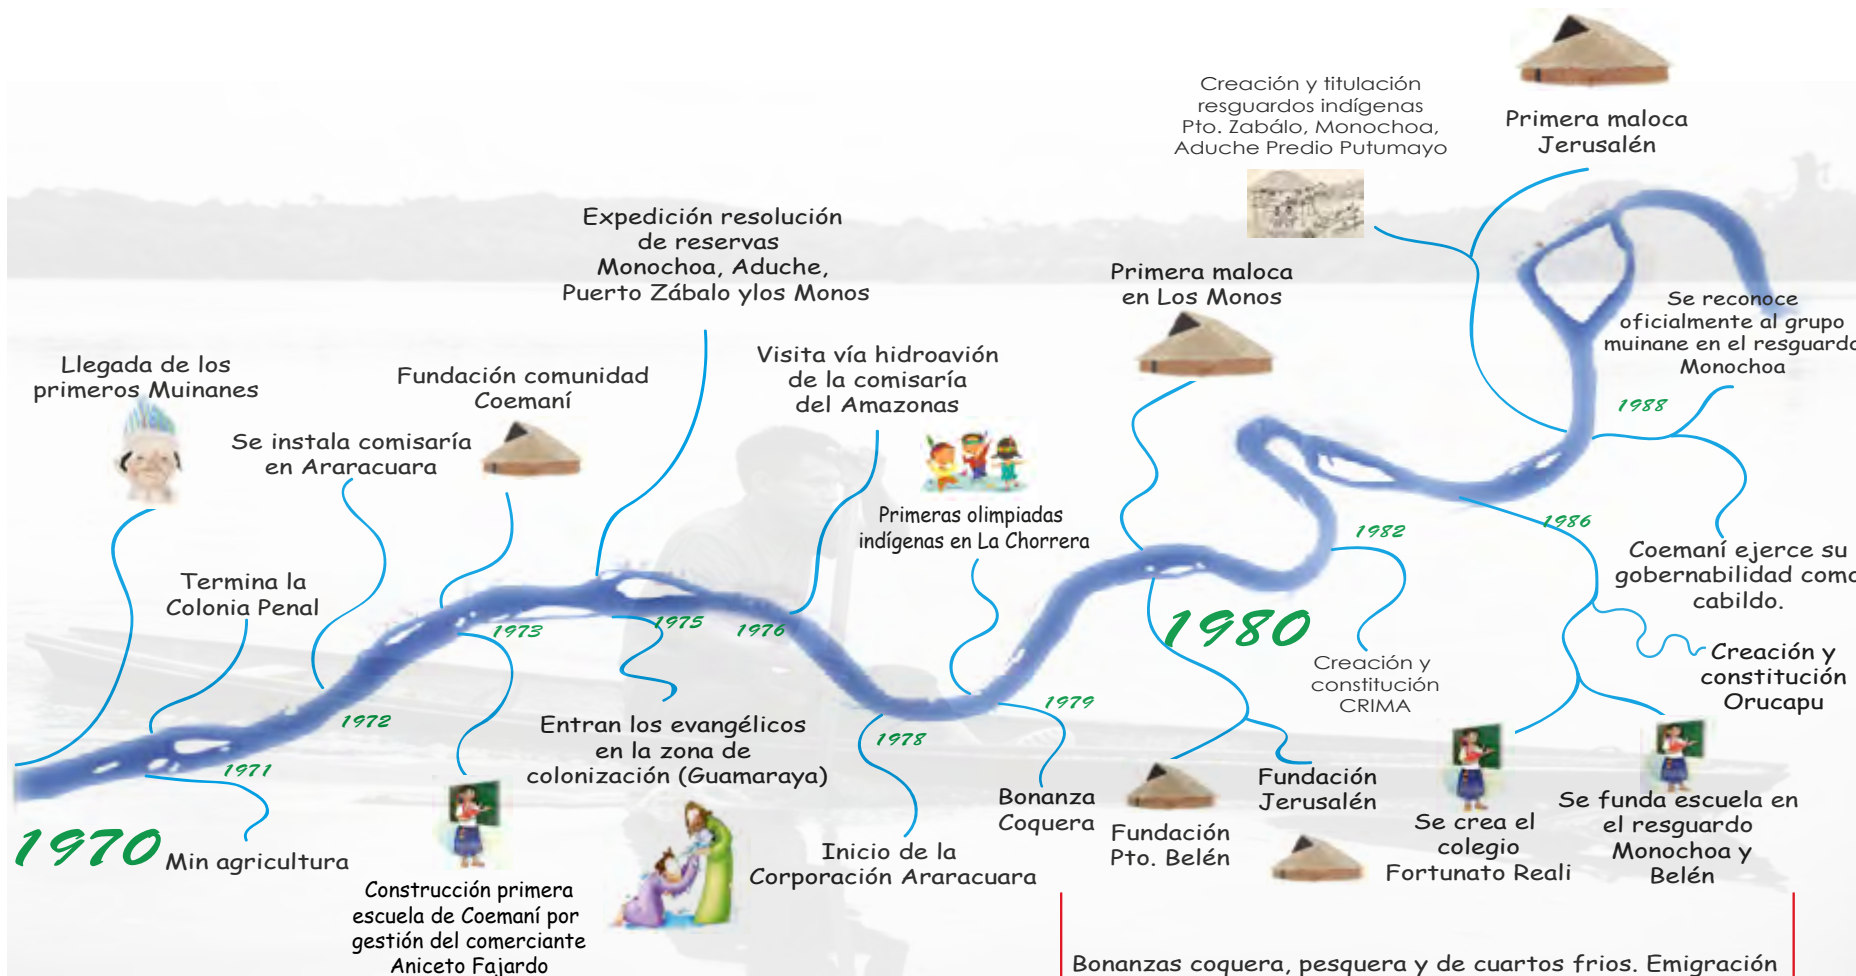 Creación y titulación
resguardos indígenas
Pto. Zabálo, Monochoa,
Aduche Predio Putumayo
Primera maloca
Jerusalén
Expedición resolución
de reservas
Monochoa, Aduche,
Puerto Zábalo ylos Monos
Primera maloca
en Los Monos
Se reconoce
oficialmente al grupo
muinane en el resguardo
Monochoa
Llegada de los
primeros Muinanes
Fundación comunidad
Coemaní
Visita vía hidroavión
de la comisaría
del Amazonas
1988
Se instala comisaría
en Araracuara
Primeras olimpiadas
indígenas en La Chorrera
1982
1986
Coemaní ejerce su
gobernabilidad como
cabildo.
Termina la
Colonia Penal
1973
1975
1976
1980
Creación y
constitución
CRIMA
Creación y
constitución
Orucapu
1972
1979
1978
Entran los evangélicos
en la zona de
colonización (Guamaraya)
1971
1970
Min agricultura
Bonanza
Coquera
Fundación
Pto. Belén
Fundación
Jerusalén
Se crea el
colegio
Fortunato Reali
Se funda escuela en
el resguardo
Monochoa y
Belén
Inicio de la
Corporación Araracuara
Construcción primera
escuela de Coemaní por
gestión del comerciante
Aniceto Fajardo
Bonanzas coquera, pesquera y de cuartos frios. Emigración